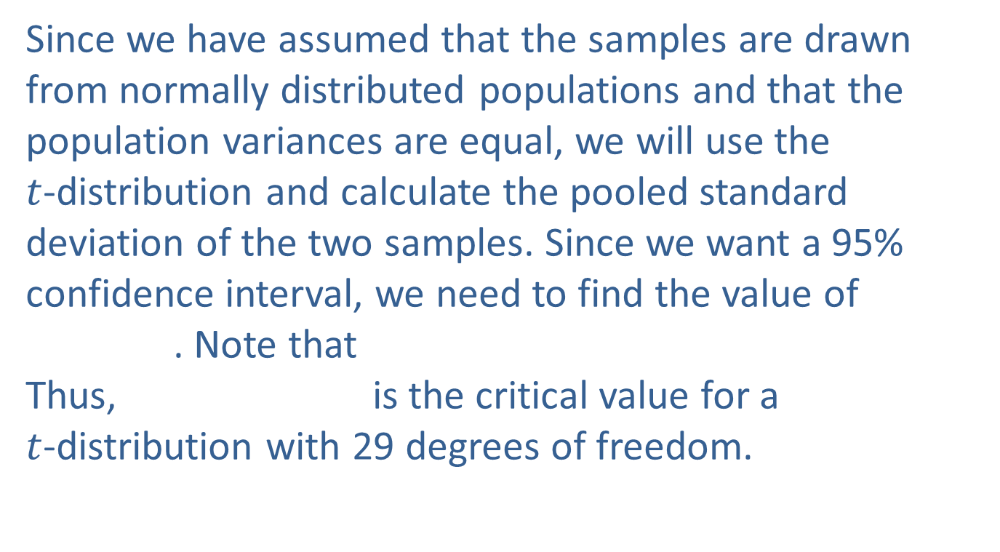 Since we have assumed that the samples are drawn
from normally distributed populations and that the
population variances are equal, we will use the
t-distribution and calculate the pooled standard
deviation of the two samples. Since we want a 95%
confidence interval, we need to find the value of
. Note that
Thus, is the critical value for a
t-distribution with 29 degrees of freedom.